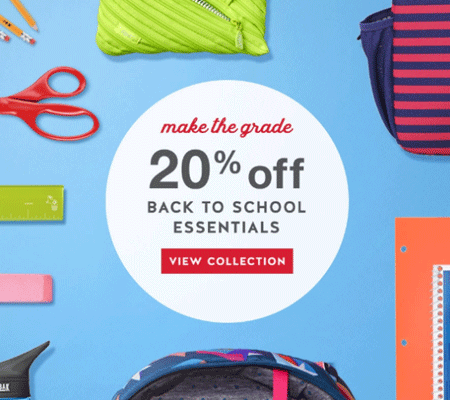 make the grade
20% off
BACK TO SCHOOL
ESSENTIALS
VIEW COLLECTION